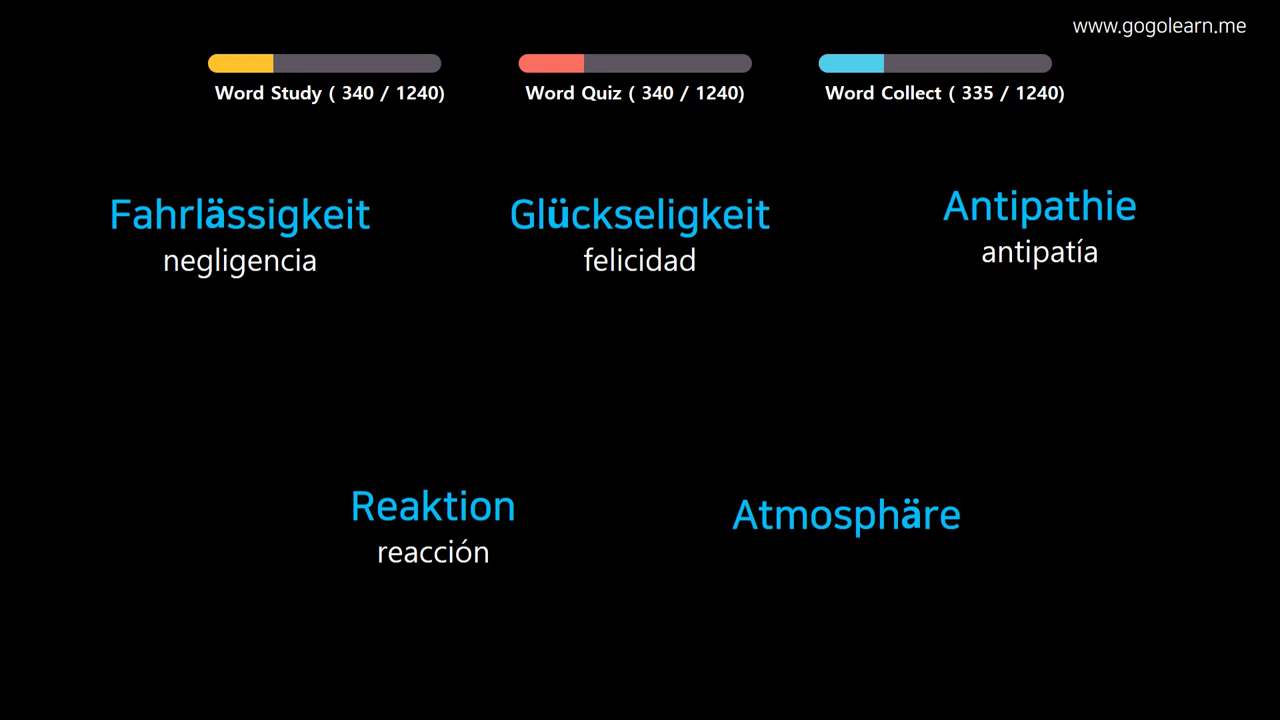 www.gogolearn.me
Word Study ( 340 / 1240)
Word Quiz ( 340 / 1240)
Word Collect ( 335 / 1240)
Fahrlässigkeit
negligencia
Glückseligkeit
felicidad
Antipathie
antipatía
Reaktion
reacción
Atmosphäre